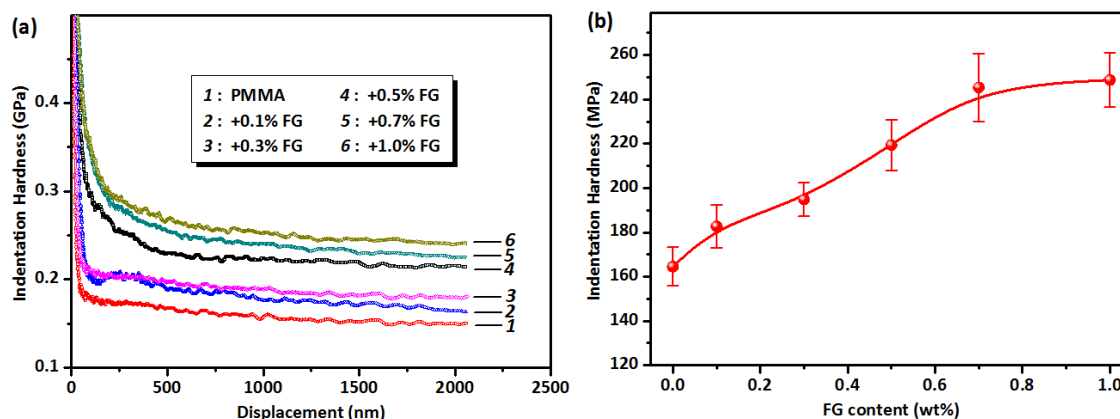 (a)
Indentation Hardness (GPa)
0.4
0.3
0.2
0.1
1 : PMMA 4 : +0.5% FG
2 : +0.1% FG 5 : +0.7% FG
3 : +0.3% FG 6 : +1.0% FG
6
5
4
3
2
1
0 500 1000 1500 2000 2500
Displacement (nm)
(b)
Indentation Hardness (MPa)
260
240
220
200
180
160
140
120
0.0 0.2 0.4 0.6 0.8 1.0
FG content (wt%)